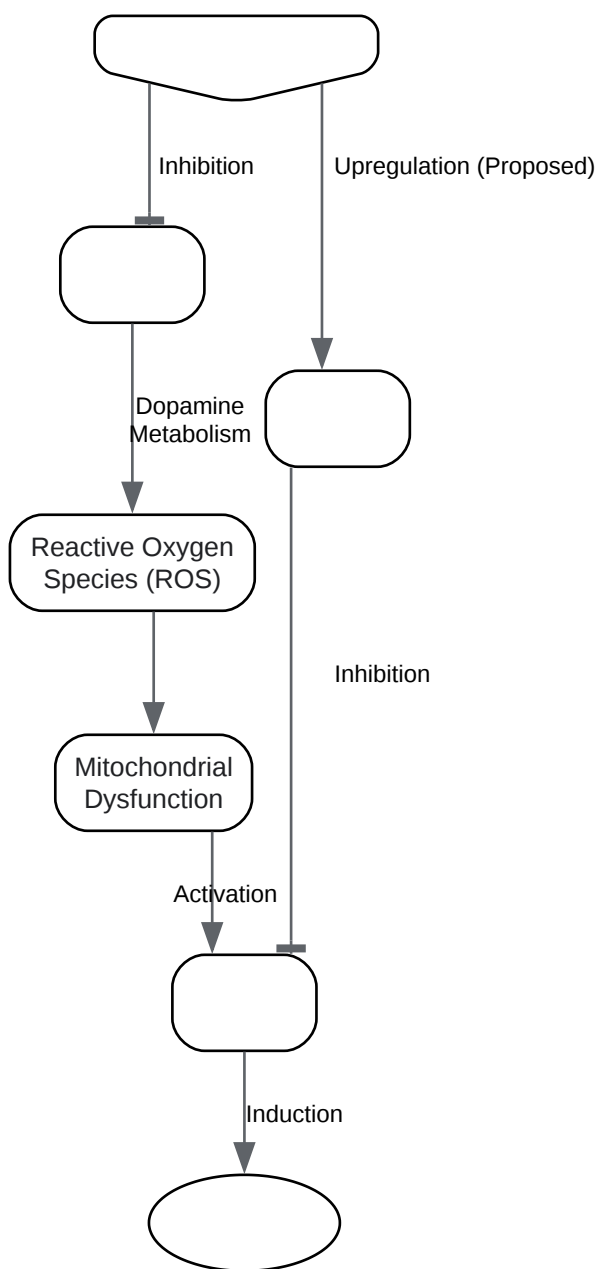 Inhibition
Upregulation (Proposed)
Dopamine
Metabolism
Reactive Oxygen
Species (ROS)
Inhibition
Mitochondrial
Dysfunction
Activation
Induction